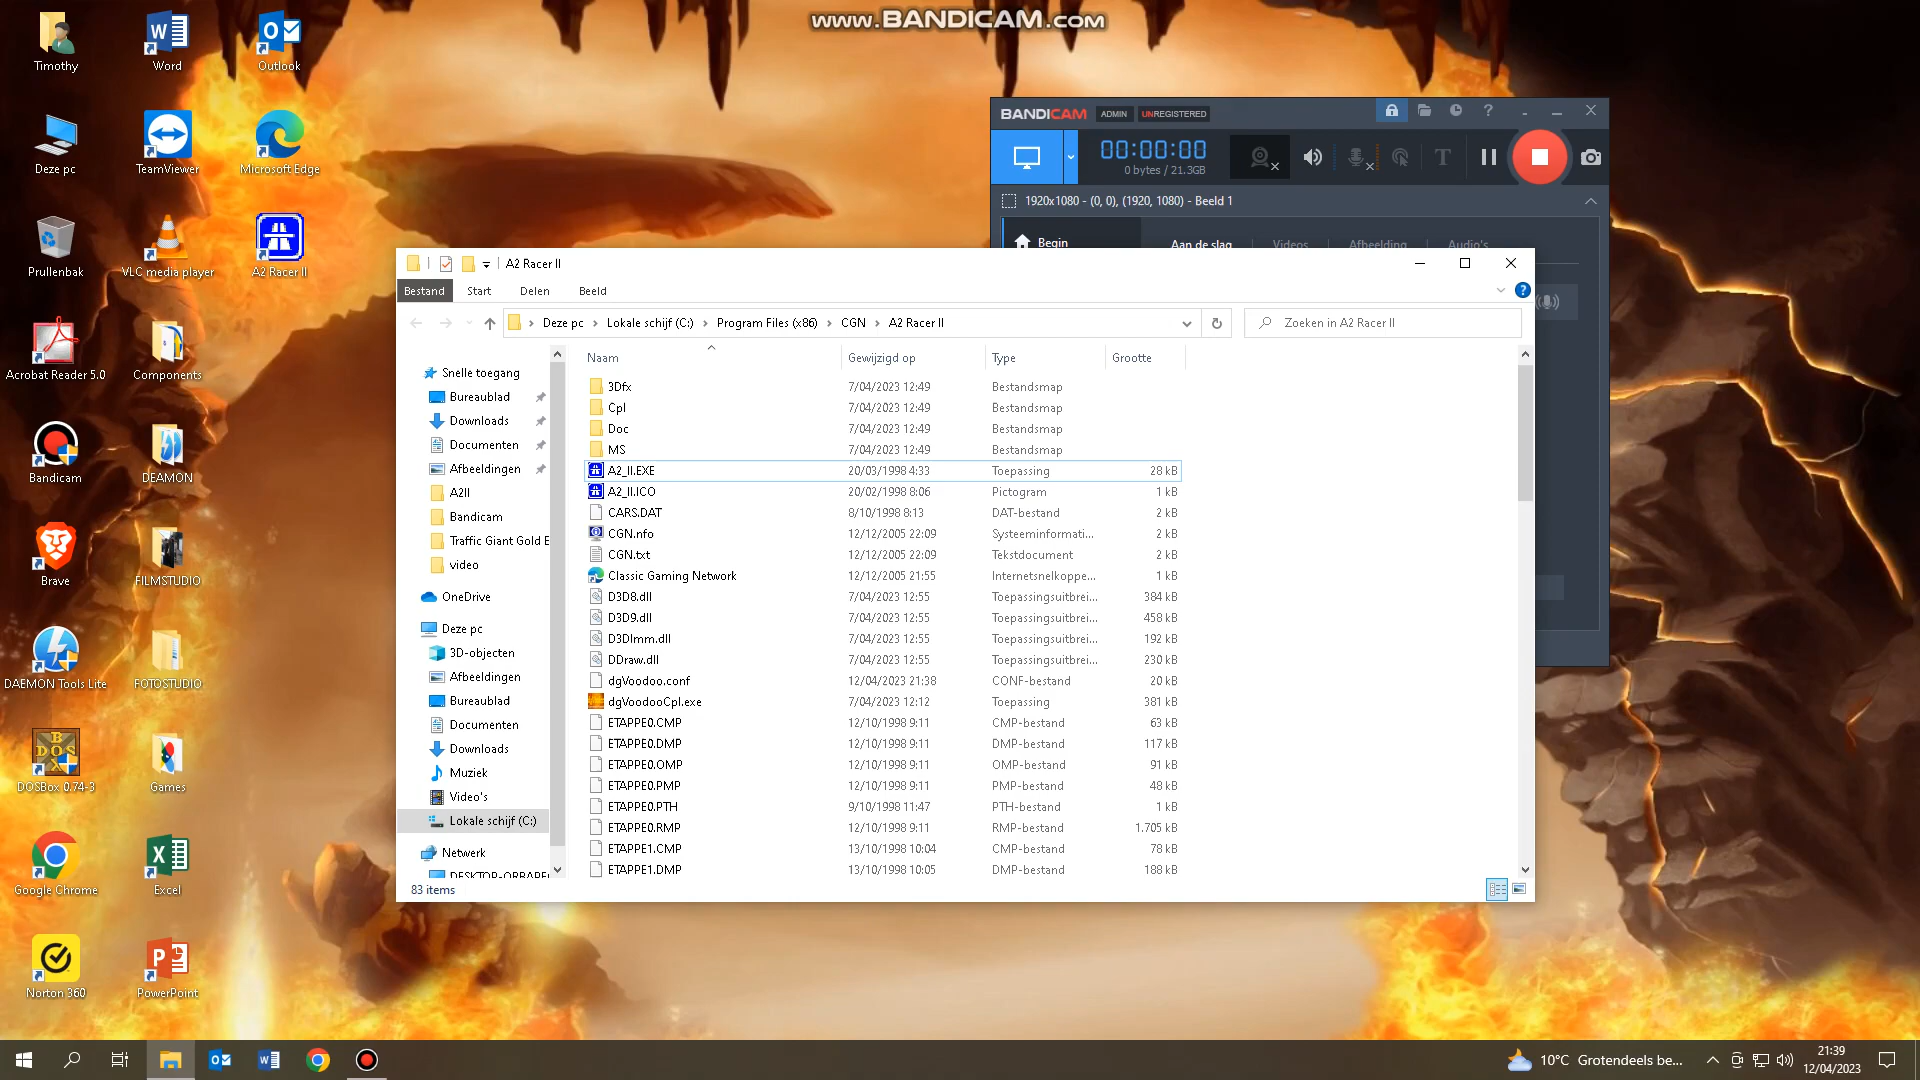 www.BANDICAM.com
Timothy
Word
Outlook
Deze pc
TeamViewer
Microsoft Edge
Prullenbak
VLC media player
A2 Racer II
Acrobat Reader 5.0
Components
Bandicam
DEAMON
Brave
FILMSTUDIO
DAEMON Tools Lite
FOTOSTUDIO
DOSBox 0.74-3
Games
Google Chrome
Excel
Norton 360
PowerPoint
BANDICAM ADMIN UNREGISTERED
00:00:00
0 bytes / 21.3GB
1920x1080 - (0, 0), (1920, 1080) - Beeld 1
Begin
Aan de slag
Videos
Afbeelding
Audio's
A2 Racer II
Bestand Start Delen Beeld
Deze pc › Lokale schijf (C:) › Program Files (x86) › CGN › A2 Racer II
Zoeken in A2 Racer II
Snelle toegang
Bureaublad
Downloads
Documenten
Afbeeldingen
A2II
Bandicam
Traffic Giant Gold E
video
OneDrive
Deze pc
3D-objecten
Afbeeldingen
Bureaublad
Documenten
Downloads
Muziek
Video's
Lokale schijf (C:)
Netwerk
Naam Gewijzigd op Type Grootte
3Dfx 7/04/2023 12:49 Bestandsmap
Cpl 7/04/2023 12:49 Bestandsmap
Doc 7/04/2023 12:49 Bestandsmap
MS 7/04/2023 12:49 Bestandsmap
A2_II.EXE 20/03/1998 4:33 Toepassing 28 kB
A2_II.ICO 20/02/1998 8:06 Pictogram 1 kB
CARS.DAT 8/10/1998 8:13 DAT-bestand 2 kB
CGN.nfo 12/12/2005 22:09 Systeeminformati... 2 kB
CGN.txt 12/12/2005 22:09 Tekstdocument 2 kB
Classic Gaming Network 12/12/2005 21:55 Internetsnelkoppe... 1 kB
D3D8.dll 7/04/2023 12:55 Toepassingsuitbrei... 384 kB
D3D9.dll 7/04/2023 12:55 Toepassingsuitbrei... 458 kB
D3DImm.dll 7/04/2023 12:55 Toepassingsuitbrei... 192 kB
DDraw.dll 7/04/2023 12:55 Toepassingsuitbrei... 230 kB
dgVoodoo.conf 12/04/2023 21:38 CONF-bestand 20 kB
dgVoodooCpl.exe 7/04/2023 12:12 Toepassing 381 kB
ETAPPE0.CMP 12/10/1998 9:11 CMP-bestand 63 kB
ETAPPE0.DMP 12/10/1998 9:11 DMP-bestand 117 kB
ETAPPE0.OMP 12/10/1998 9:11 OMP-bestand 91 kB
ETAPPE0.PMP 12/10/1998 9:11 PMP-bestand 48 kB
ETAPPE0.PTH 9/10/1998 11:47 PTH-bestand 1 kB
ETAPPE0.RMP 12/10/1998 9:11 RMP-bestand 1.705 kB
ETAPPE1.CMP 13/10/1998 10:04 CMP-bestand 78 kB
ETAPPE1.DMP 13/10/1998 10:05 DMP-bestand 188 kB
83 items
10°C Grotendeels be...
21:39
12/04/2023